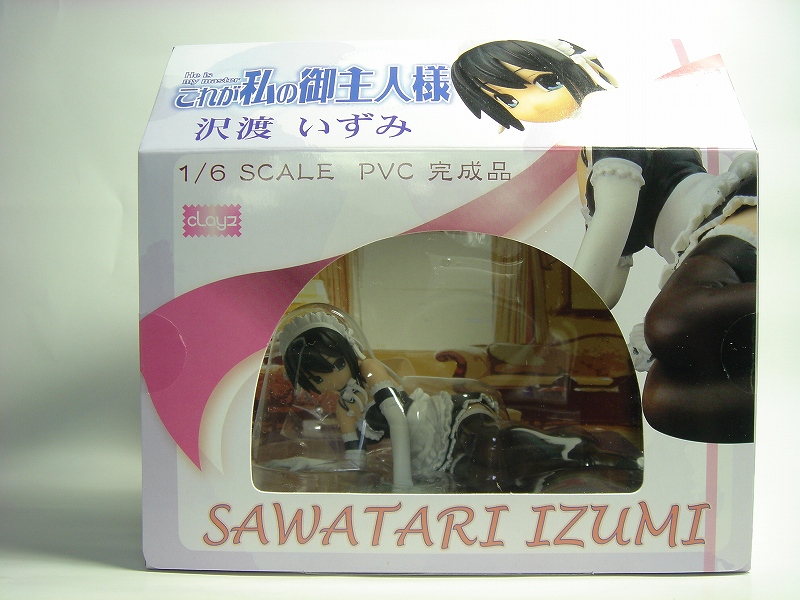 He is
my master
これが私の御主人様
沢渡 いずみ
1/6 SCALE PVC 完成品
cLayz
SAWATARI IZUMI